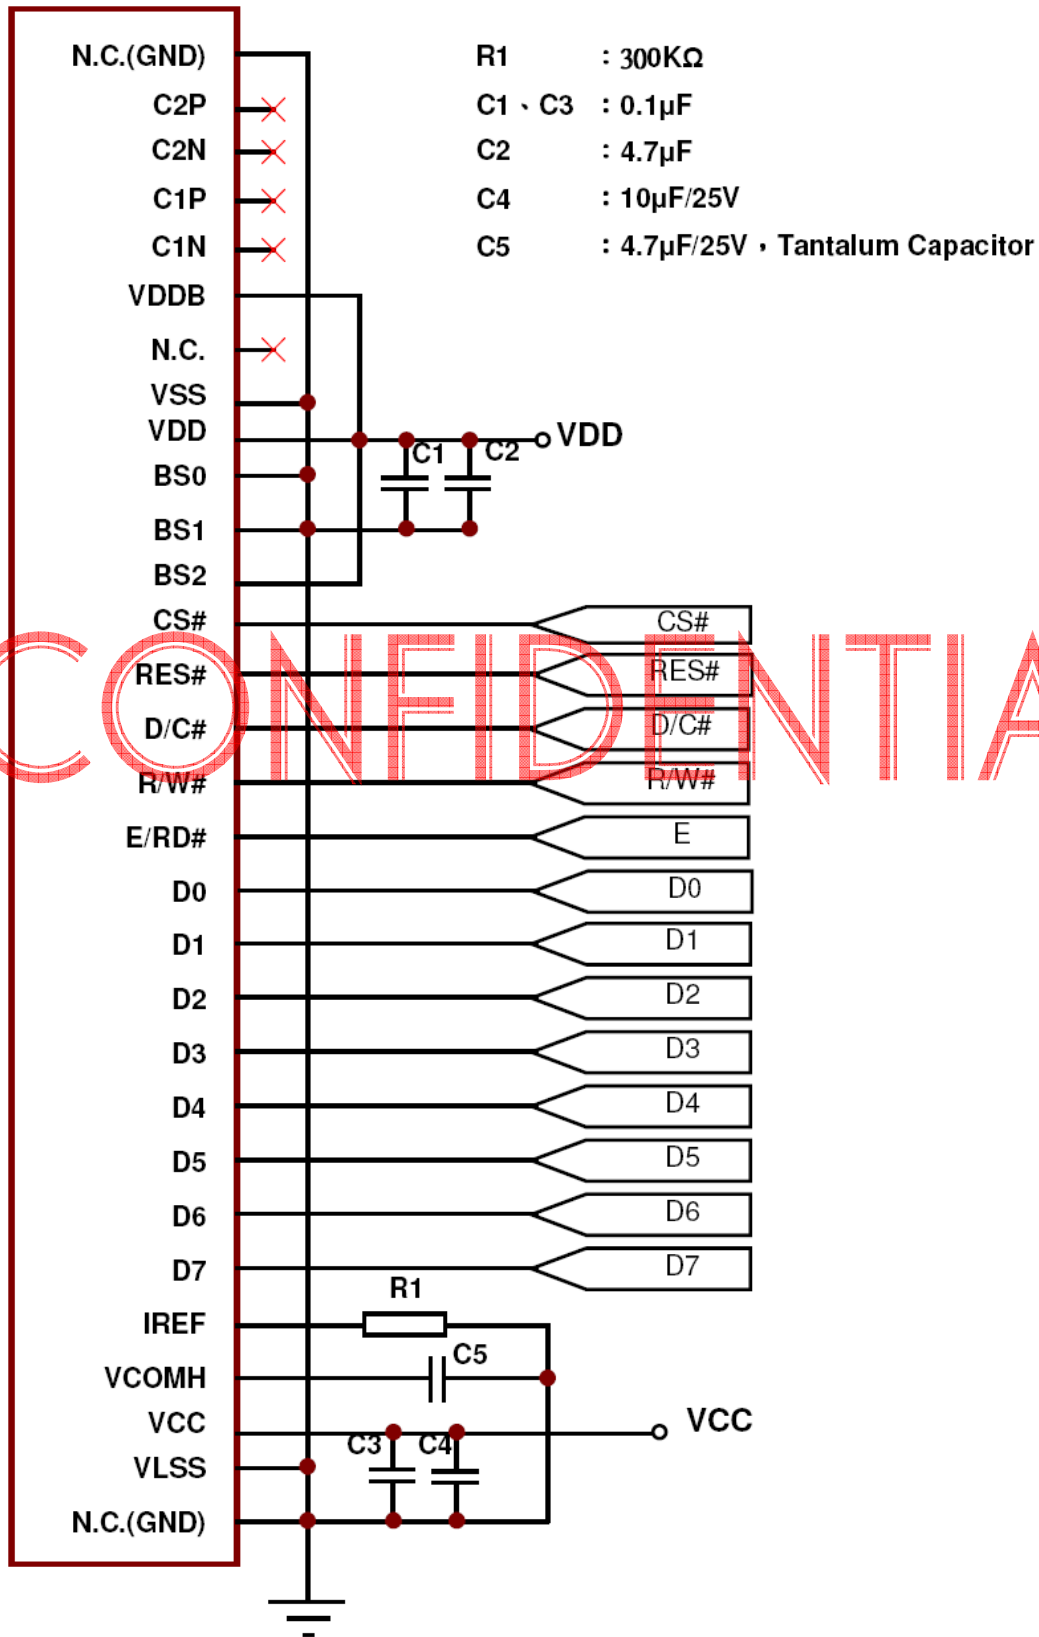 N.C.(GND)
C2P
C2N
C1P
C1N
VDDB
N.C.
VSS
VDD
BS0
BS1
BS2
CS#
RES#
D/C#
R/W#
E/RD#
D0
D1
D2
D3
D4
D5
D6
D7
IREF
VCOMH
VCC
VLSS
N.C.(GND)
R1 : 300KΩ
C1、C3 : 0.1μF
C2 : 4.7μF
C4 : 10μF/25V
C5 : 4.7μF/25V，Tantalum Capacitor
C1 C2 VDD
CS#
RES#
D/C#
R/W#
E
D0
D1
D2
D3
D4
D5
D6
D7
R1
C5
C3 C4 VCC
CONFIDENTIA